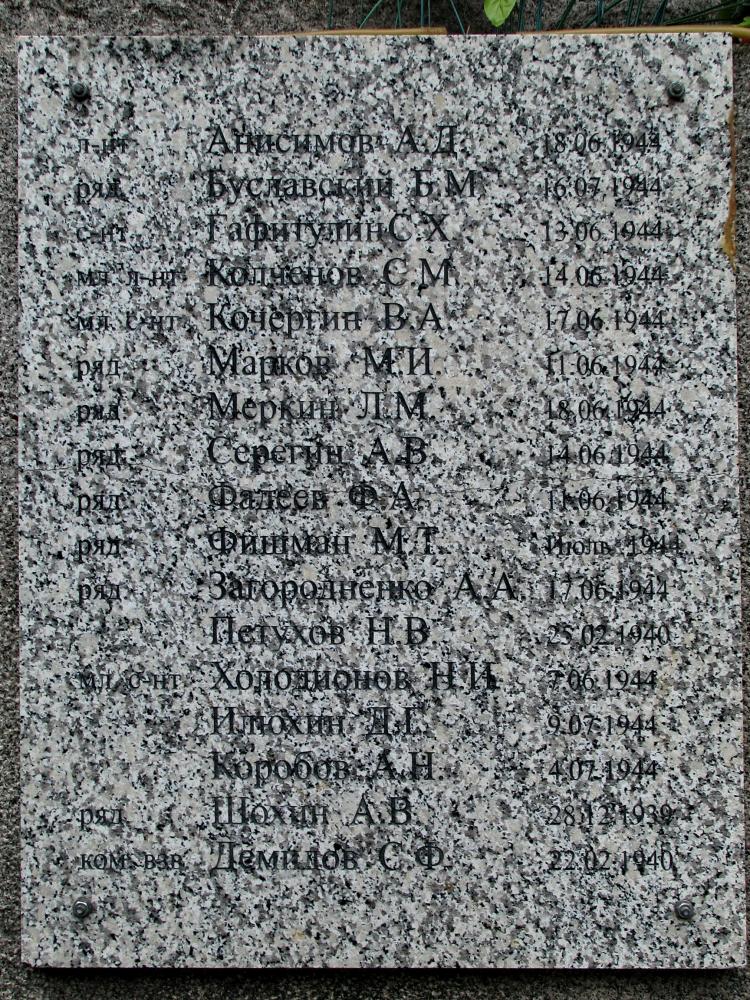 л-нт Анисимов А.Д. 18.06.1944
ряд. Буславский Б.М. 16.07.1944
с-нт Гафитулин С.Х. 13.06.1944
мл. л-нт Колченов С.М. 14.06.1944
мл. с-нт Кочергин В.А. 17.06.1944
ряд. Марков М.И. 11.06.1944
ряд. Меркин Л.М. 18.06.1944
ряд. Серегин А.В. 14.06.1944
ряд. Фалеев Ф.А. 11.06.1944
ряд. Фишман М.Т. Июль 1944
ряд. Загородненко А.А. 17.06.1944
Петухов Н.В. 25.02.1940
мл. с-нт Холодионов Н.И. 7.06.1944
Илюхин Д.Г. 9.07.1944
Коробов А.Н. 4.07.1944
ряд. Шохин А.В. 28.12.1939
ком. взв. Демидов С.Ф. 22.02.1940